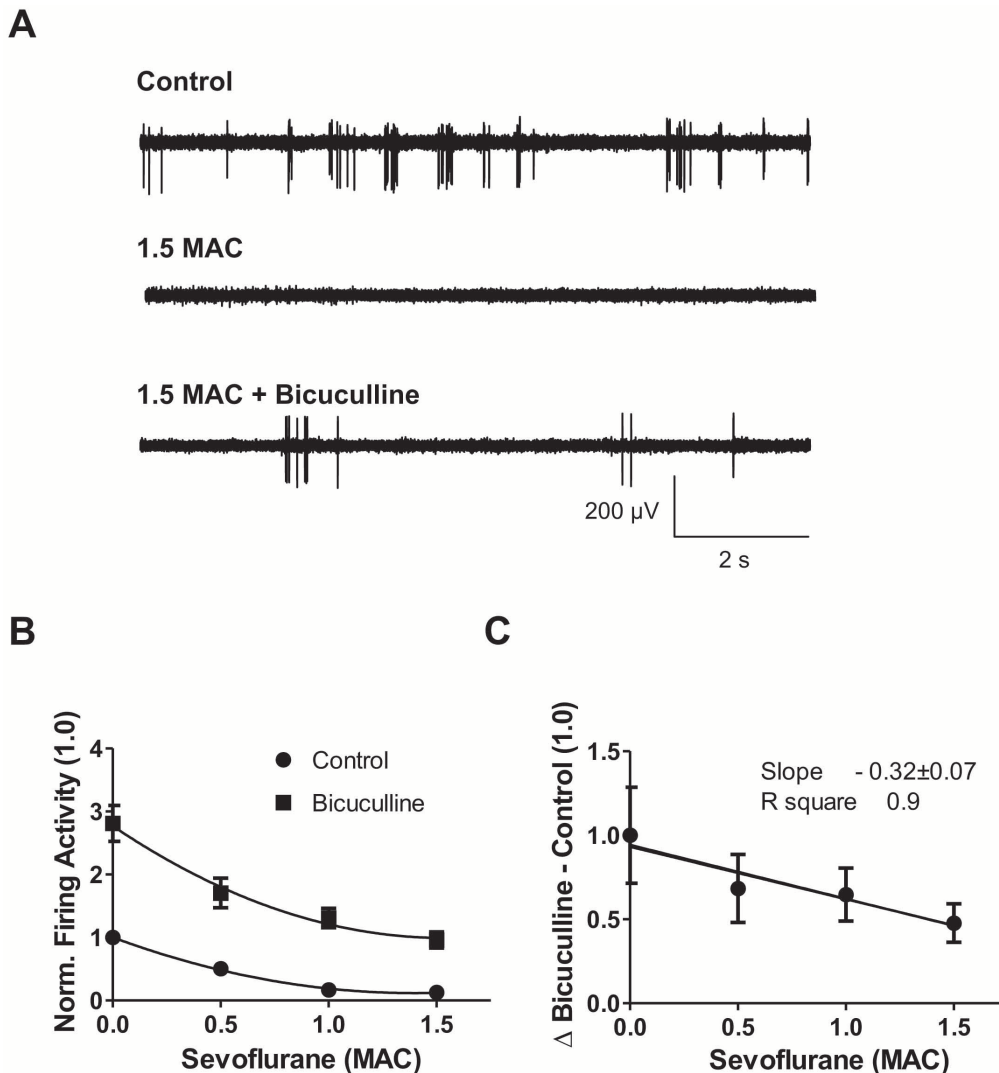 A
Control
1.5 MAC
1.5 MAC + Bicuculline
200 µV
2 s
B
Norm. Firing Activity (1.0)
4
3
2
1
0
Control
Bicuculline
0.0 0.5 1.0 1.5
Sevoflurane (MAC)
C
Δ Bicuculline - Control (1.0)
1.5
1.0
0.5
0.0
Slope - 0.32±0.07
R square 0.9
0.0 0.5 1.0 1.5
Sevoflurane (MAC)